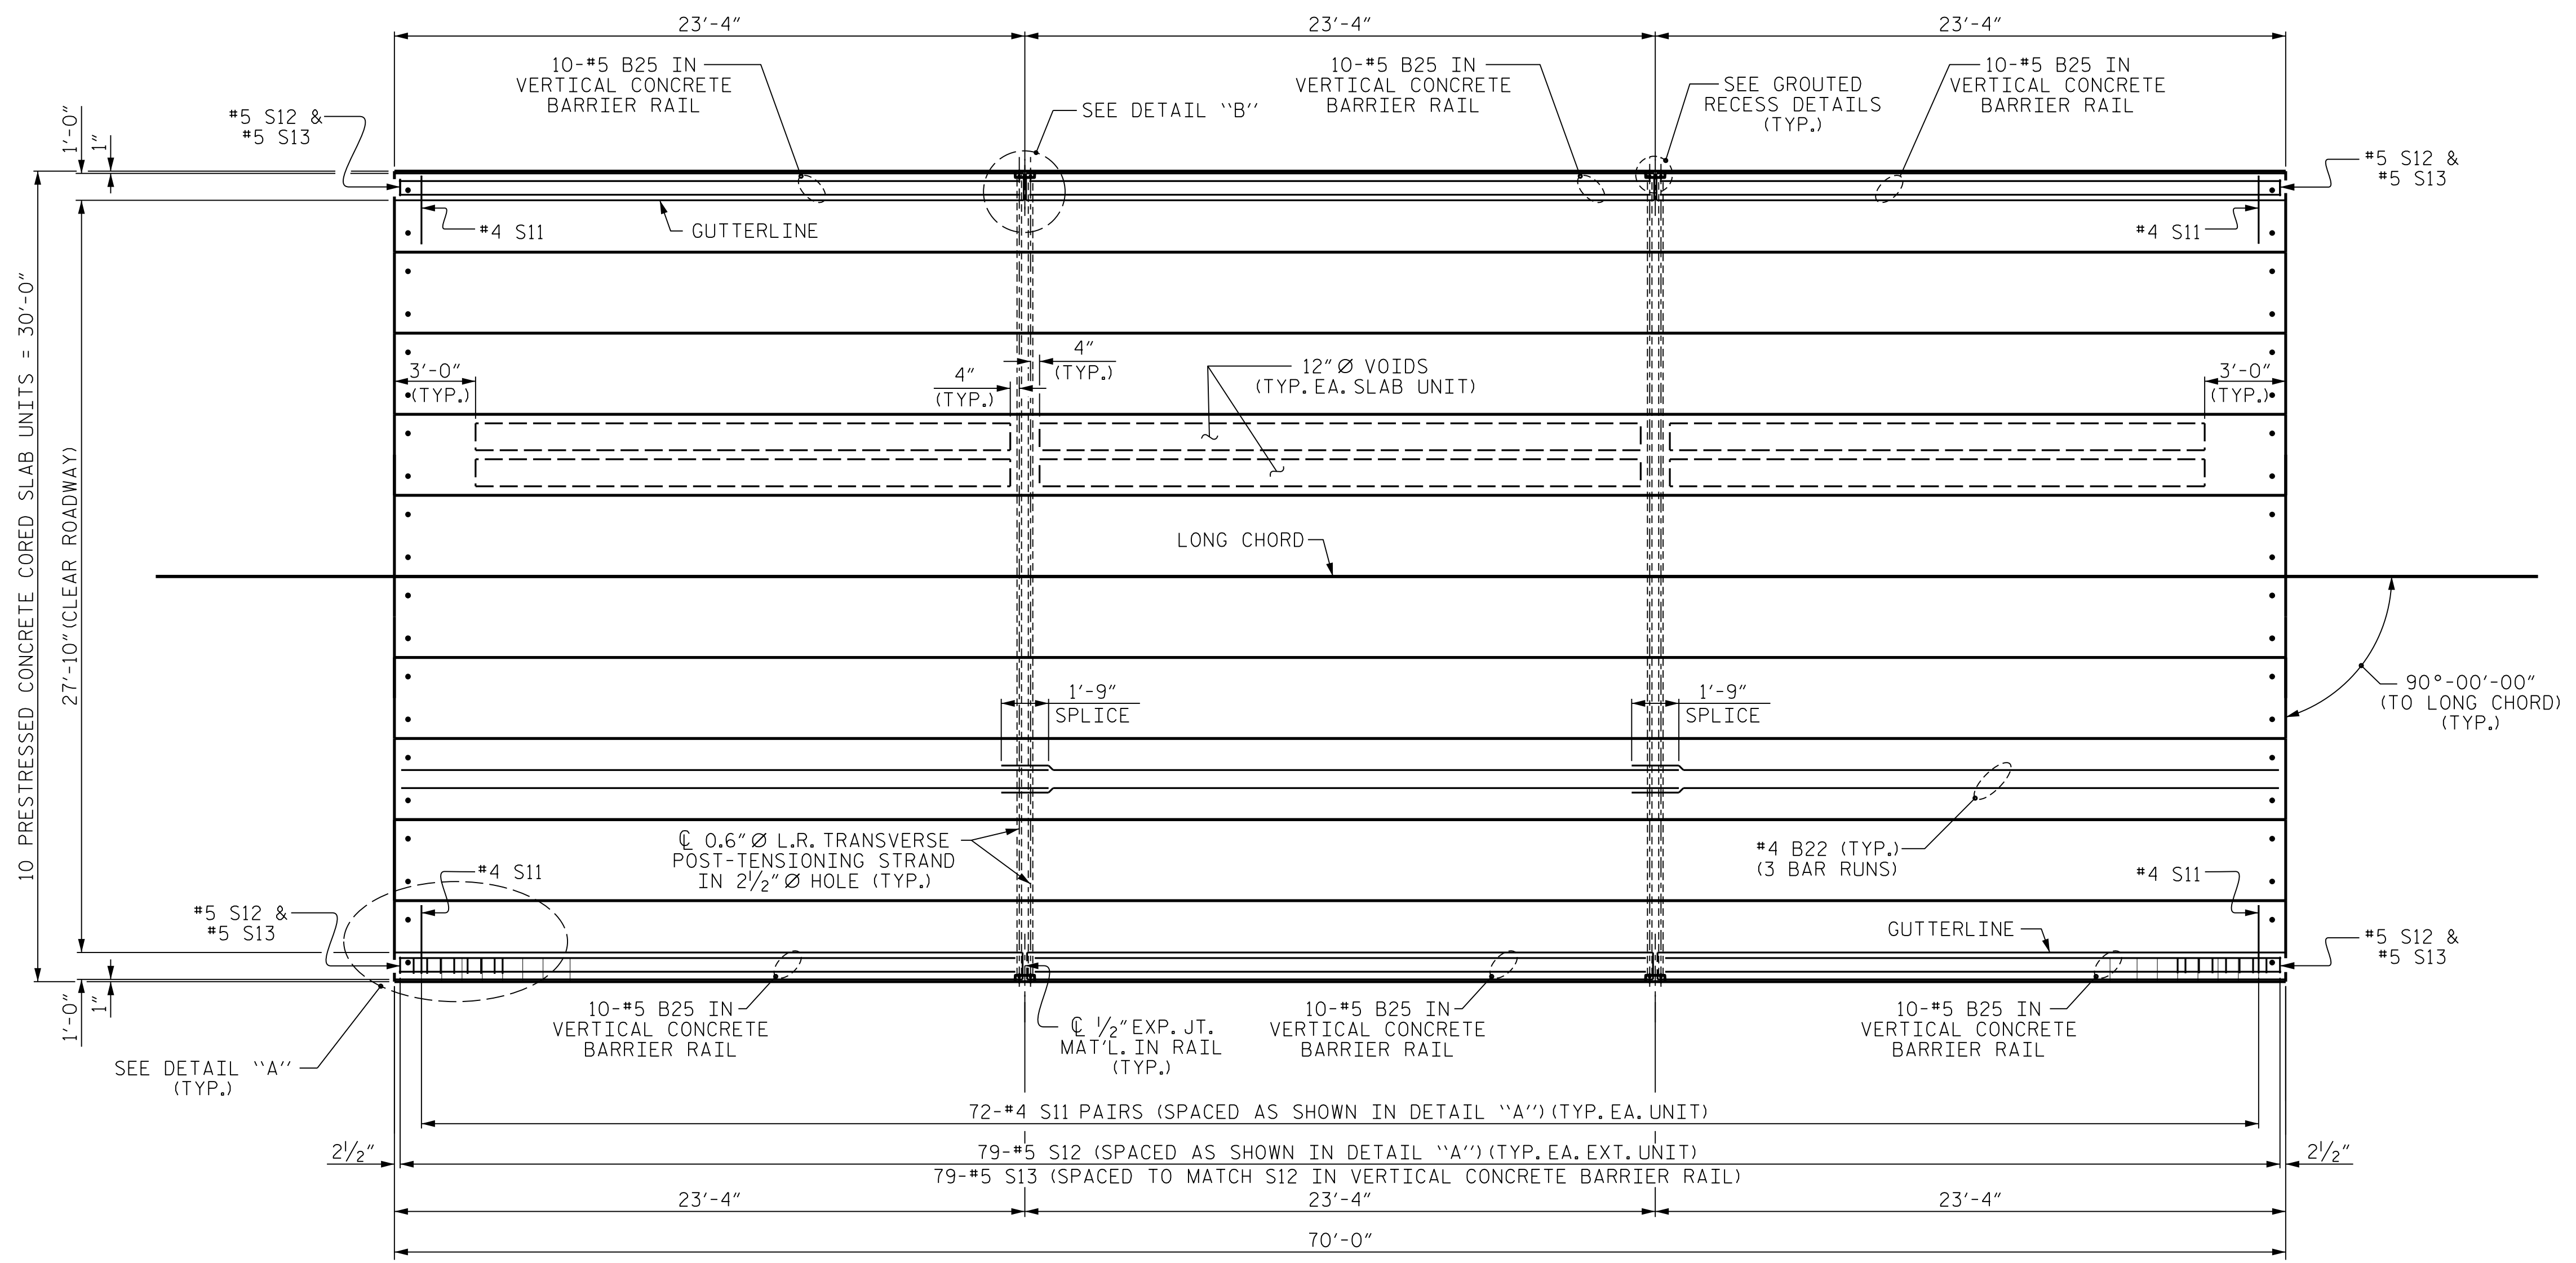 23'-4"
23'-4"
23'-4"
10-#5 B25 IN
VERTICAL CONCRETE
BARRIER RAIL
10-#5 B25 IN
VERTICAL CONCRETE
BARRIER RAIL
10-#5 B25 IN
VERTICAL CONCRETE
BARRIER RAIL
SEE DETAIL ‘‘B’’
SEE GROUTED
RECESS DETAILS
(TYP.)
#5 S12 &
#5 S13
1'-0"
1"
#5 S12 &
#5 S13
#4 S11
GUTTERLINE
#4 S11
10 PRESTRESSED CONCRETE CORED SLAB UNITS = 30'-0"
27'-10" (CLEAR ROADWAY)
3'-0"
(TYP.)
4"
(TYP.)
4"
(TYP.)
12" Ø VOIDS
(TYP. EA. SLAB UNIT)
3'-0"
(TYP.)
LONG CHORD
90°-00'-00"
(TO LONG CHORD)
(TYP.)
1'-9"
SPLICE
1'-9"
SPLICE
℄ 0.6" Ø L.R. TRANSVERSE
POST-TENSIONING STRAND
IN 2½" Ø HOLE (TYP.)
#4 B22 (TYP.)
(3 BAR RUNS)
#4 S11
#4 S11
#5 S12 &
#5 S13
GUTTERLINE
#5 S12 &
#5 S13
1'-0"
1"
10-#5 B25 IN
VERTICAL CONCRETE
BARRIER RAIL
℄ ½" EXP. JT.
MAT'L. IN RAIL
(TYP.)
10-#5 B25 IN
VERTICAL CONCRETE
BARRIER RAIL
10-#5 B25 IN
VERTICAL CONCRETE
BARRIER RAIL
SEE DETAIL ‘‘A’’
(TYP.)
72-#4 S11 PAIRS (SPACED AS SHOWN IN DETAIL ‘‘A’’) (TYP. EA. UNIT)
2½"
79-#5 S12 (SPACED AS SHOWN IN DETAIL ‘‘A’’) (TYP. EA. EXT. UNIT)
2½"
79-#5 S13 (SPACED TO MATCH S12 IN VERTICAL CONCRETE BARRIER RAIL)
23'-4"
23'-4"
23'-4"
70'-0"